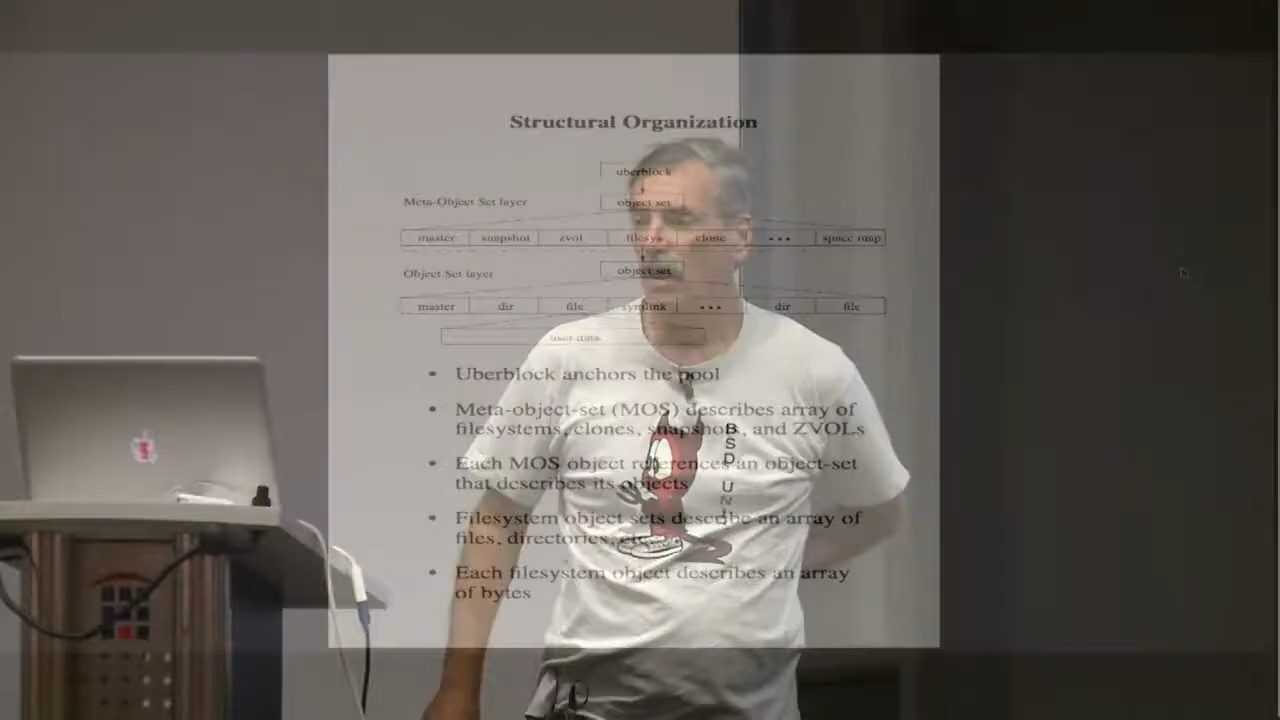 Structural Organization
uberblock
Meta-Object Set layer
object set
master snapshot zvol filesys clone • • • space map
Object Set layer
object set
master dir file symlink • • • dir file
user data
• Uberblock anchors the pool
• Meta-object-set (MOS) describes array of
filesystems, clones, snapshots, and ZVOLs
• Each MOS object references an object-set
that describes its objects
• Filesystem object sets describe an array of
files, directories, etc.
• Each filesystem object describes an array
of bytes
BSD UNI